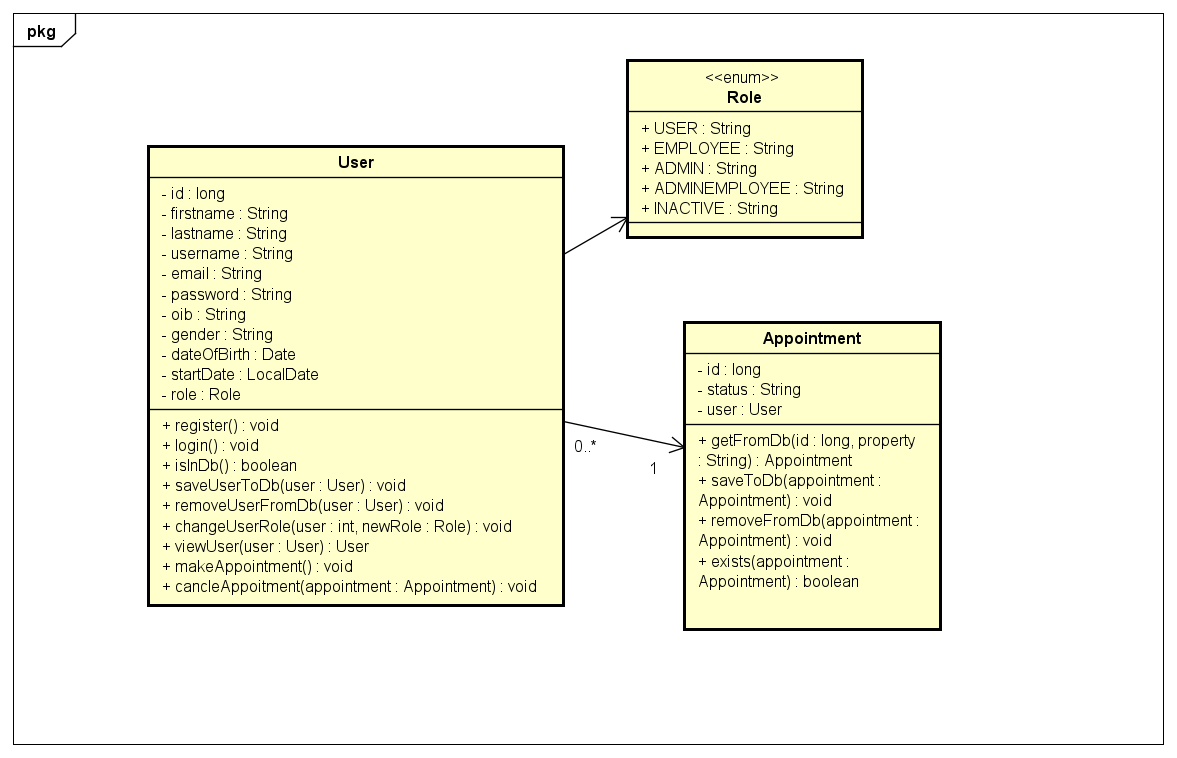 pkg
<<enum>>
Role
+ USER : String
+ EMPLOYEE : String
+ ADMIN : String
+ ADMINEMPLOYEE : String
+ INACTIVE : String
User
- id : long
- firstname : String
- lastname : String
- username : String
- email : String
- password : String
- oib : String
- gender : String
- dateOfBirth : Date
- startDate : LocalDate
- role : Role
+ register() : void
+ login() : void
+ isInDb() : boolean
+ saveUserToDb(user : User) : void
+ removeUserFromDb(user : User) : void
+ changeUserRole(user : int, newRole : Role) : void
+ viewUser(user : User) : User
+ makeAppointment() : void
+ cancleAppoitment(appointment : Appointment) : void
0..*
1
Appointment
- id : long
- status : String
- user : User
+ getFromDb(id : long, property
: String) : Appointment
+ saveToDb(appointment :
Appointment) : void
+ removeFromDb(appointment :
Appointment) : void
+ exists(appointment :
Appointment) : boolean